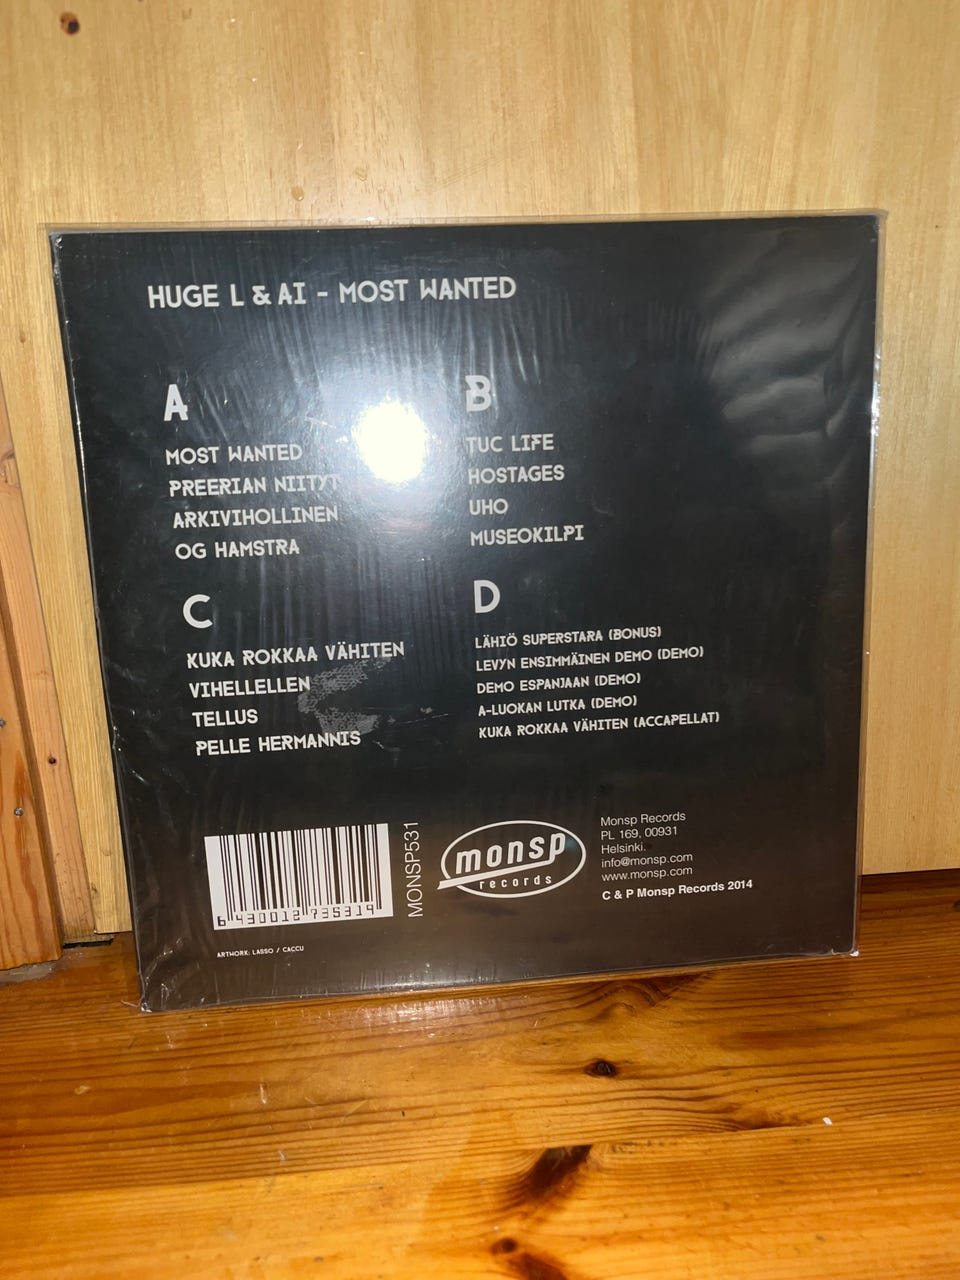 HUGE L & AI - MOST WANTED
A
MOST WANTED
PREERIAN NIITYT
ARKIVIHOLLINEN
OG HAMSTRA
B
TUC LIFE
HOSTAGES
UHO
MUSEOKILPI
C
KUKA ROKKAA VÄHITEN
VIHELLELLEN
TELLUS
PELLE HERMANNIS
D
LÄHIÖ SUPERSTARA (BONUS)
LEVYN ENSIMMÄINEN DEMO (DEMO)
DEMO ESPANJAAN (DEMO)
A-LUOKAN LUTKA (DEMO)
KUKA ROKKAA VÄHITEN (ACCAPELLAT)
6 430012 735319
MONSP531
monsp
records
Monsp Records
PL 169, 00931
Helsinki.
info@monsp.com
www.monsp.com
C & P Monsp Records 2014
ARTWORK: LASSO / CACCU